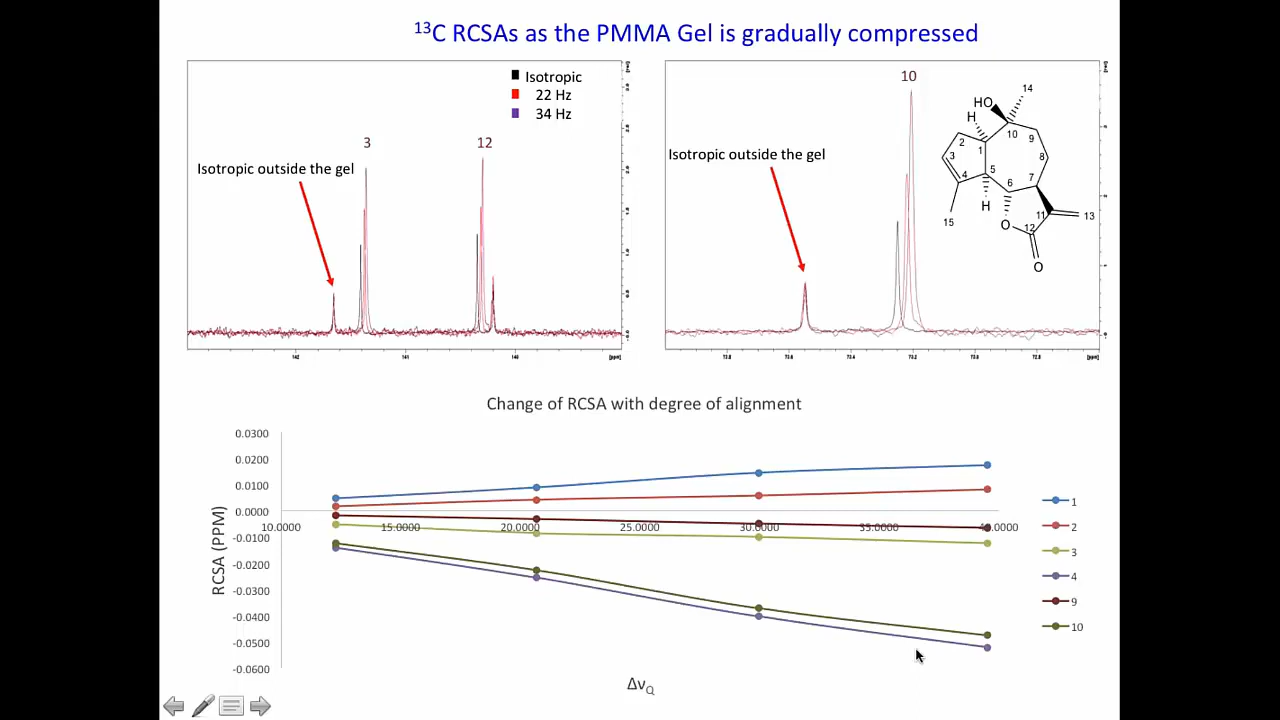 ¹³C RCSAs as the PMMA Gel is gradually compressed
Isotropic
22 Hz
34 Hz
3
12
Isotropic outside the gel
142
141
140
10
Isotropic outside the gel
HO
14
H
10
2
9
1
3
8
5
4
7
6
H
11
13
15
O
12
O
Change of RCSA with degree of alignment
0.0300
0.0200
0.0100
0.0000
-0.0100
-0.0200
-0.0300
-0.0400
-0.0500
-0.0600
RCSA (PPM)
10.0000 15.0000 20.0000 25.0000 30.0000 35.0000 40.0000
ΔνQ
1
2
3
4
9
10